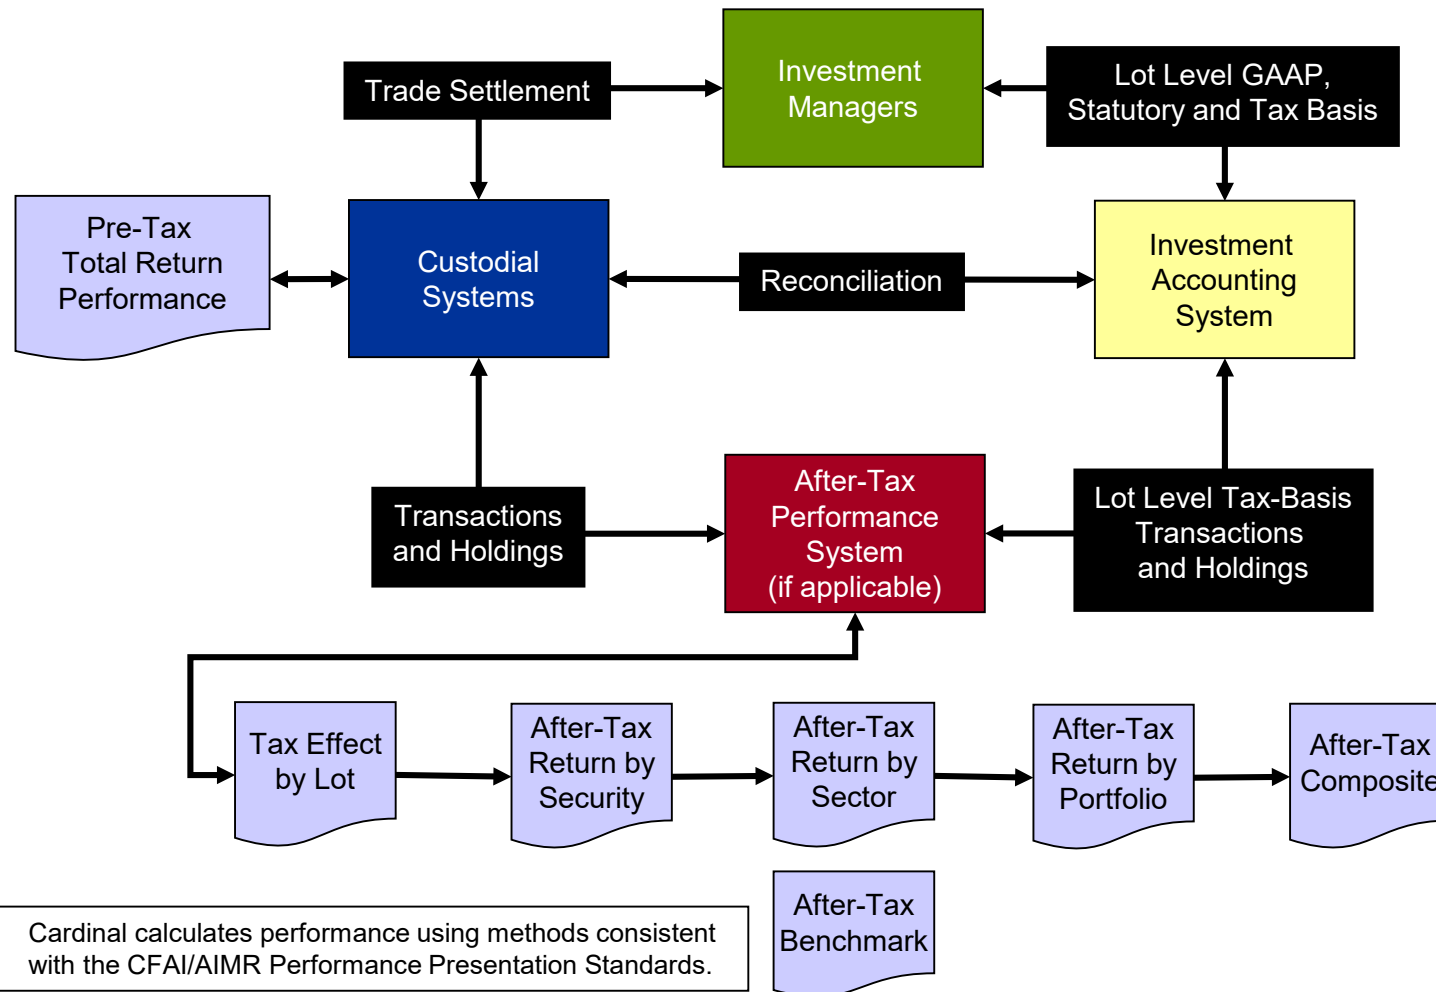 Trade Settlement
Investment
Managers
Lot Level GAAP,
Statutory and Tax Basis
Pre-Tax
Total Return
Performance
Custodial
Systems
Reconciliation
Investment
Accounting
System
Transactions
and Holdings
After-Tax
Performance
System
(if applicable)
Lot Level Tax-Basis
Transactions
and Holdings
Tax Effect
by Lot
After-Tax
Return by
Security
After-Tax
Return by
Sector
After-Tax
Return by
Portfolio
After-Tax
Composite
After-Tax
Benchmark
Cardinal calculates performance using methods consistent
with the CFAI/AIMR Performance Presentation Standards.